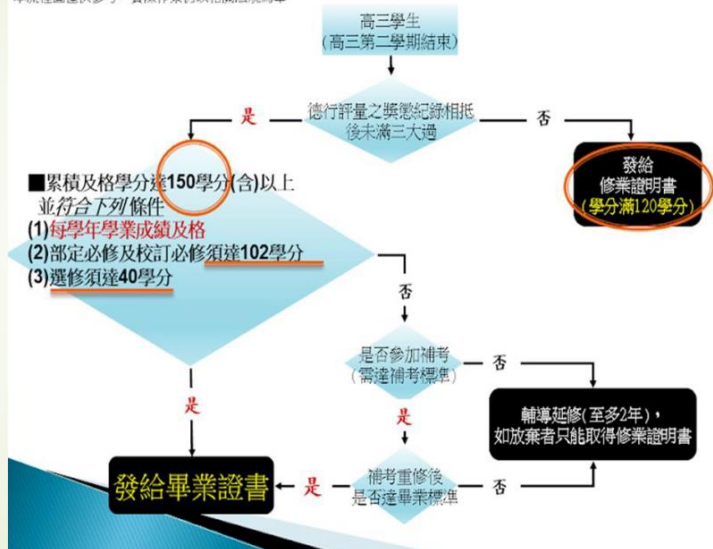 高三學生
(高三第二學期結束)
德行評量之獎懲紀錄相抵
後未滿三大過
是
否
發給
修業證明書
(學分滿120學分)
■累積及格學分達150學分(含)以上
並符合下列條件
(1)每學年學業成績及格
(2)部定必修及校訂必修須達102學分
(3)選修須達40學分
否
是否參加補考
(需達補考標準)
否
是
是
輔導延修(至多2年),
如放棄者只能取得修業證明書
發給畢業證書
是
補考重修後
是否達畢業標準
否